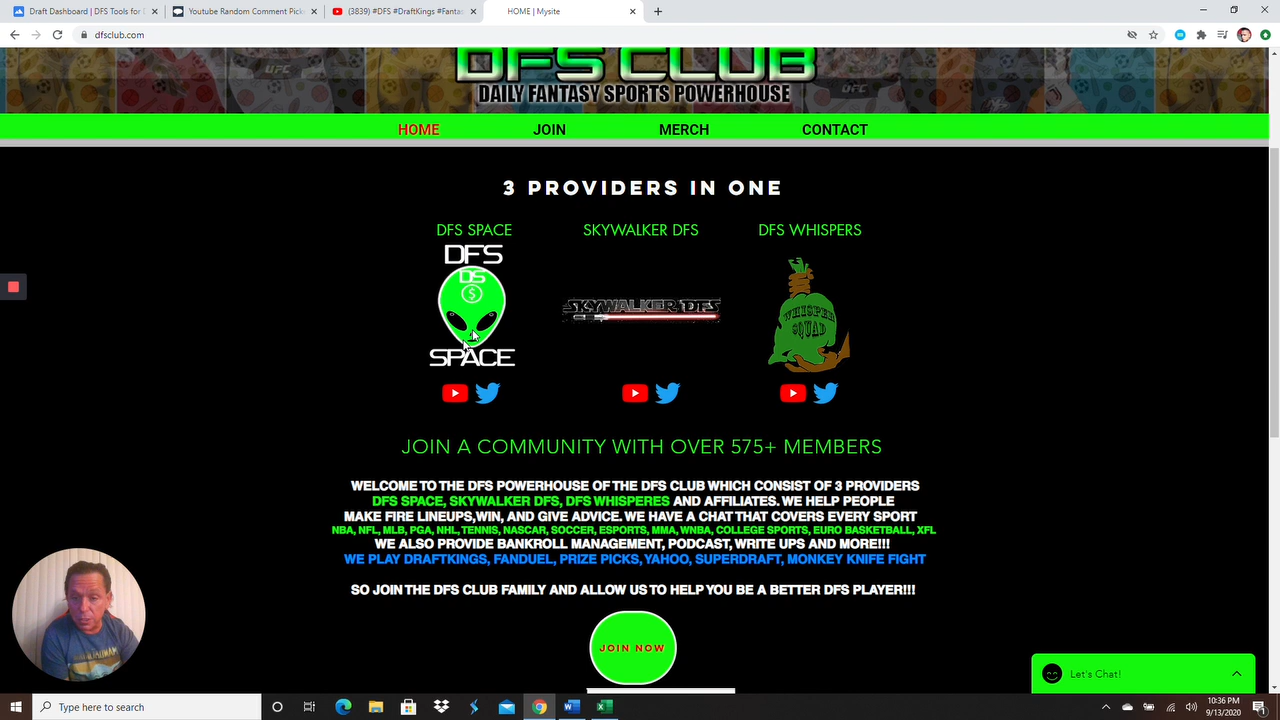 Draft Dashboard | DFS Tools for D
Youtube Random Comment Picke
(3839) #DFS #DraftKings #Fantas
HOME | Mysite
dfsclub.com
UFC
UFC
DFS CLUB
DAILY FANTASY SPORTS POWERHOUSE
HOME JOIN MERCH CONTACT
3 PROVIDERS IN ONE
DFS SPACE SKYWALKER DFS DFS WHISPERS
DFS
DS
$
SPACE
SKYWALKER DFS
WHISPER
SQUAD
JOIN A COMMUNITY WITH OVER 575+ MEMBERS
WELCOME TO THE DFS POWERHOUSE OF THE DFS CLUB WHICH CONSIST OF 3 PROVIDERS
DFS SPACE, SKYWALKER DFS, DFS WHISPERES AND AFFILIATES. WE HELP PEOPLE
MAKE FIRE LINEUPS,WIN, AND GIVE ADVICE. WE HAVE A CHAT THAT COVERS EVERY SPORT
NBA, NFL, MLB, PGA, NHL, TENNIS, NASCAR, SOCCER, ESPORTS, MMA, WNBA, COLLEGE SPORTS, EURO BASKETBALL, XFL
WE ALSO PROVIDE BANKROLL MANAGEMENT, PODCAST, WRITE UPS AND MORE!!!
WE PLAY DRAFTKINGS, FANDUEL, PRIZE PICKS, YAHOO, SUPERDRAFT, MONKEY KNIFE FIGHT
SO JOIN THE DFS CLUB FAMILY AND ALLOW US TO HELP YOU BE A BETTER DFS PLAYER!!!
JOIN NOW
Let's Chat!
Type here to search
10:36 PM
9/13/2020